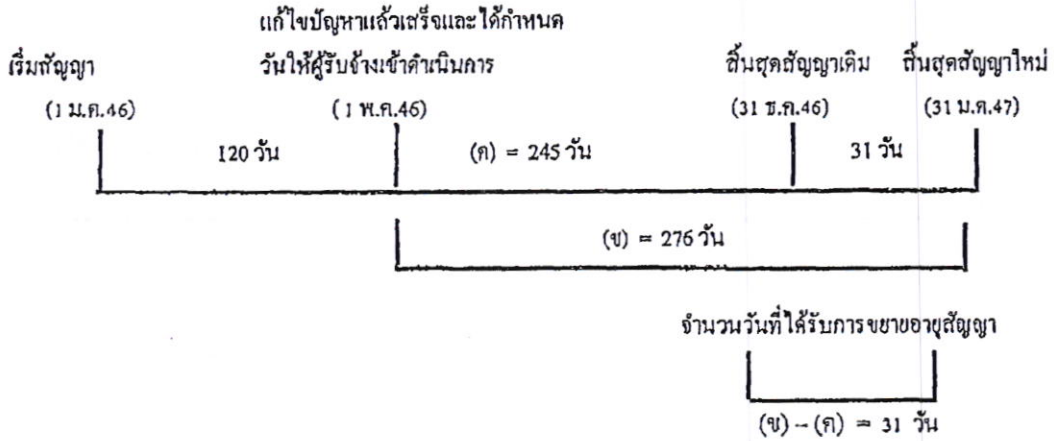 แก้ไขปัญหาแล้วเสร็จและได้กำหนด
เริ่มสัญญา วันให้ผู้รับจ้างเข้าดำเนินการ สิ้นสุดสัญญาเดิม สิ้นสุดสัญญาใหม่
(1 ม.ค.46) (1 พ.ค.46) (31 ธ.ค.46) (31 ม.ค.47)
120 วัน (ค) = 245 วัน 31 วัน
(ข) = 276 วัน
จำนวนวันที่ได้รับการขยายอายุสัญญา
(ข) – (ค) = 31 วัน